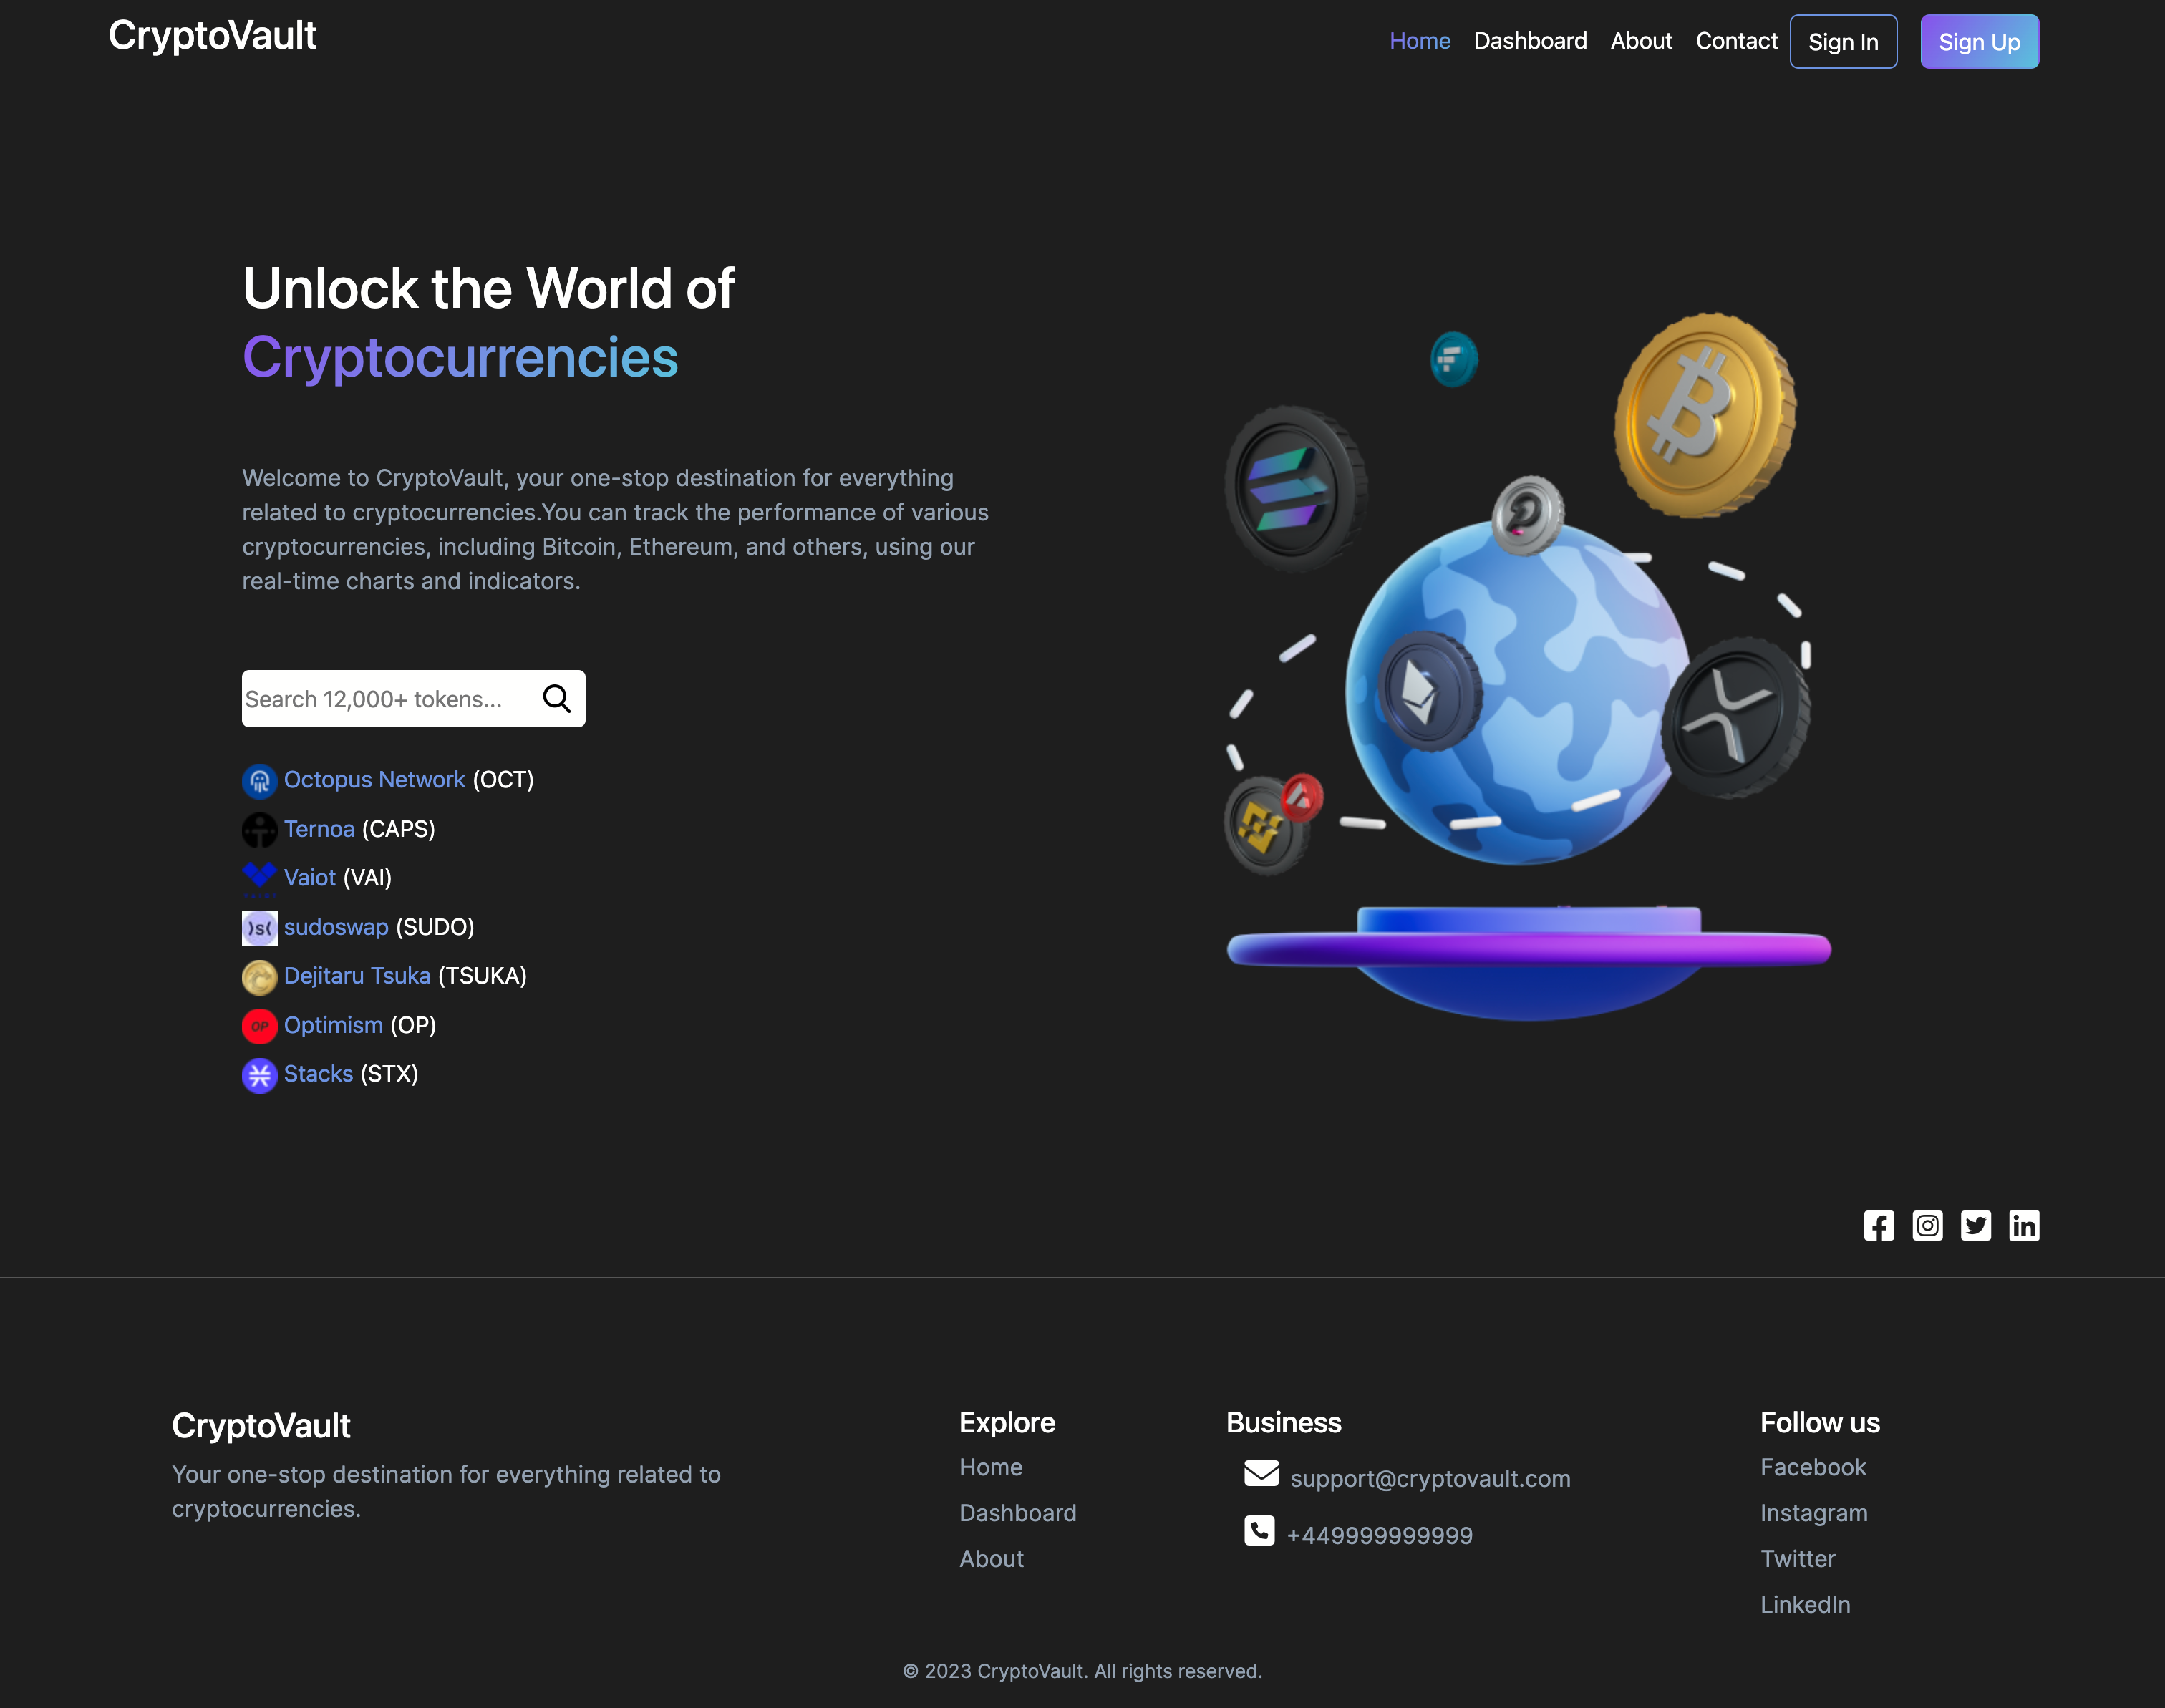 CryptoVault
Home Dashboard About Contact Sign In Sign Up
Unlock the World of
Cryptocurrencies
Welcome to CryptoVault, your one-stop destination for everything
related to cryptocurrencies.You can track the performance of various
cryptocurrencies, including Bitcoin, Ethereum, and others, using our
real-time charts and indicators.
Search 12,000+ tokens...
Octopus Network (OCT)
Ternoa (CAPS)
Vaiot (VAI)
)s( sudoswap (SUDO)
Dejitaru Tsuka (TSUKA)
OP Optimism (OP)
Stacks (STX)
CryptoVault
Your one-stop destination for everything related to
cryptocurrencies.
Explore
Home
Dashboard
About
Business
support@cryptovault.com
+449999999999
Follow us
Facebook
Instagram
Twitter
LinkedIn
© 2023 CryptoVault. All rights reserved.